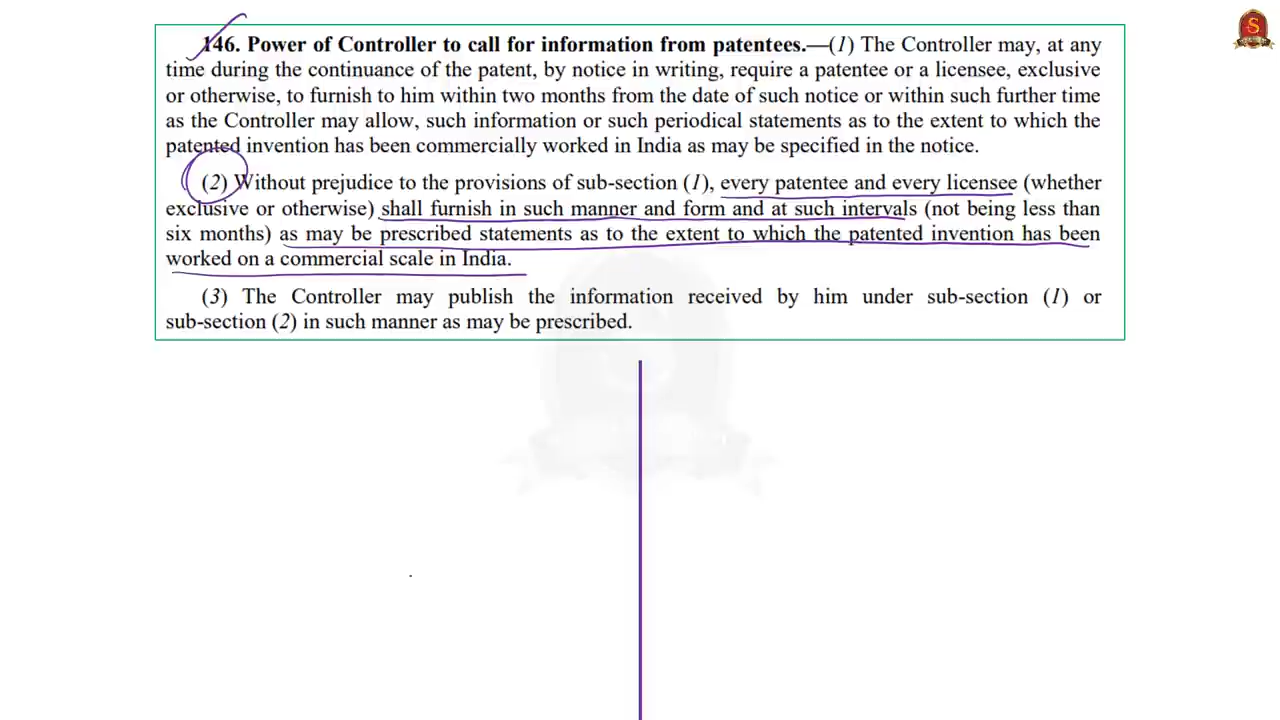 146. Power of Controller to call for information from patentees.—(1) The Controller may, at any
time during the continuance of the patent, by notice in writing, require a patentee or a licensee, exclusive
or otherwise, to furnish to him within two months from the date of such notice or within such further time
as the Controller may allow, such information or such periodical statements as to the extent to which the
patented invention has been commercially worked in India as may be specified in the notice.
(2) Without prejudice to the provisions of sub-section (1), every patentee and every licensee (whether
exclusive or otherwise) shall furnish in such manner and form and at such intervals (not being less than
six months) as may be prescribed statements as to the extent to which the patented invention has been
worked on a commercial scale in India.
(3) The Controller may publish the information received by him under sub-section (1) or
sub-section (2) in such manner as may be prescribed.
S